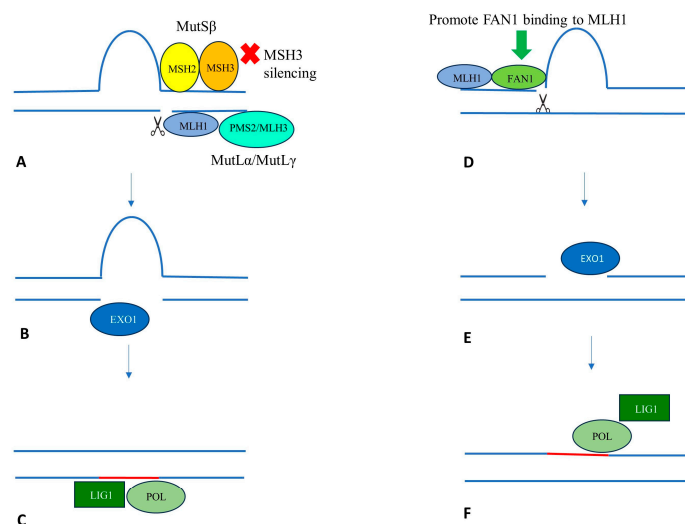 MutSβ
MSH2
MSH3
MSH3
silencing
MLH1
PMS2/MLH3
MutLα/MutLγ
A
EXO1
B
LIG1
POL
C
Promote FAN1 binding to MLH1
MLH1
FAN1
D
EXO1
E
LIG1
POL
F